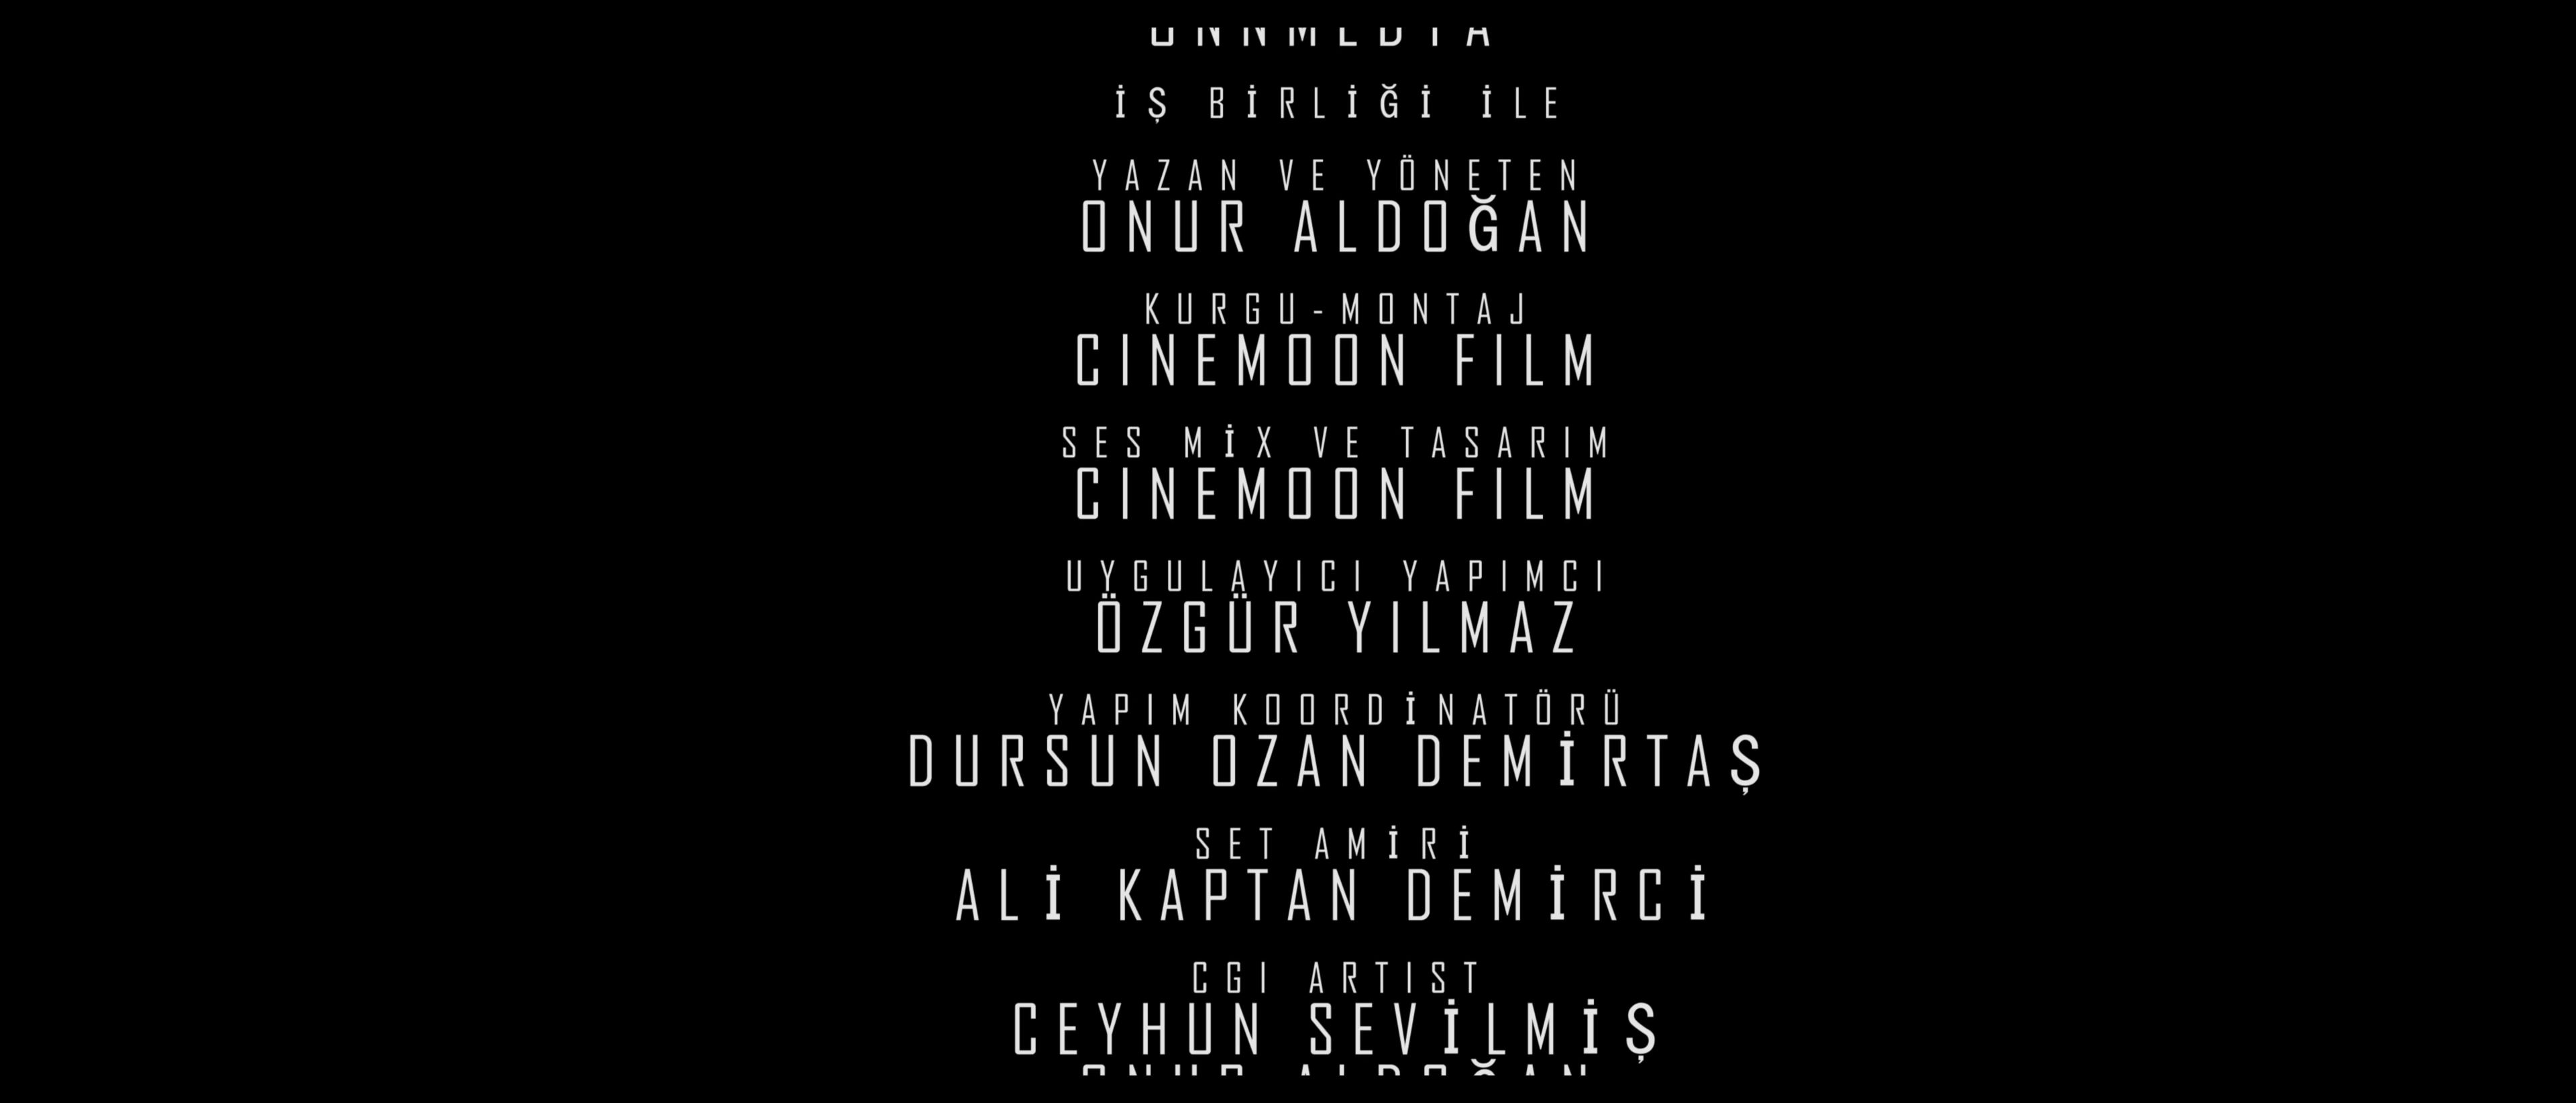 İŞ BİRLİĞİ İLE
YAZAN VE YÖNETEN
ONUR ALDOĞAN
KURGU-MONTAJ
CINEMOON FILM
SES MİX VE TASARIM
CINEMOON FILM
UYGULAYICI YAPIMCI
ÖZGÜR YILMAZ
YAPIM KOORDİNATÖRÜ
DURSUN OZAN DEMİRTAŞ
SET AMİRİ
ALİ KAPTAN DEMİRCİ
CGI ARTIST
CEYHUN SEVİLMİŞ
ONUR ALDOĞAN